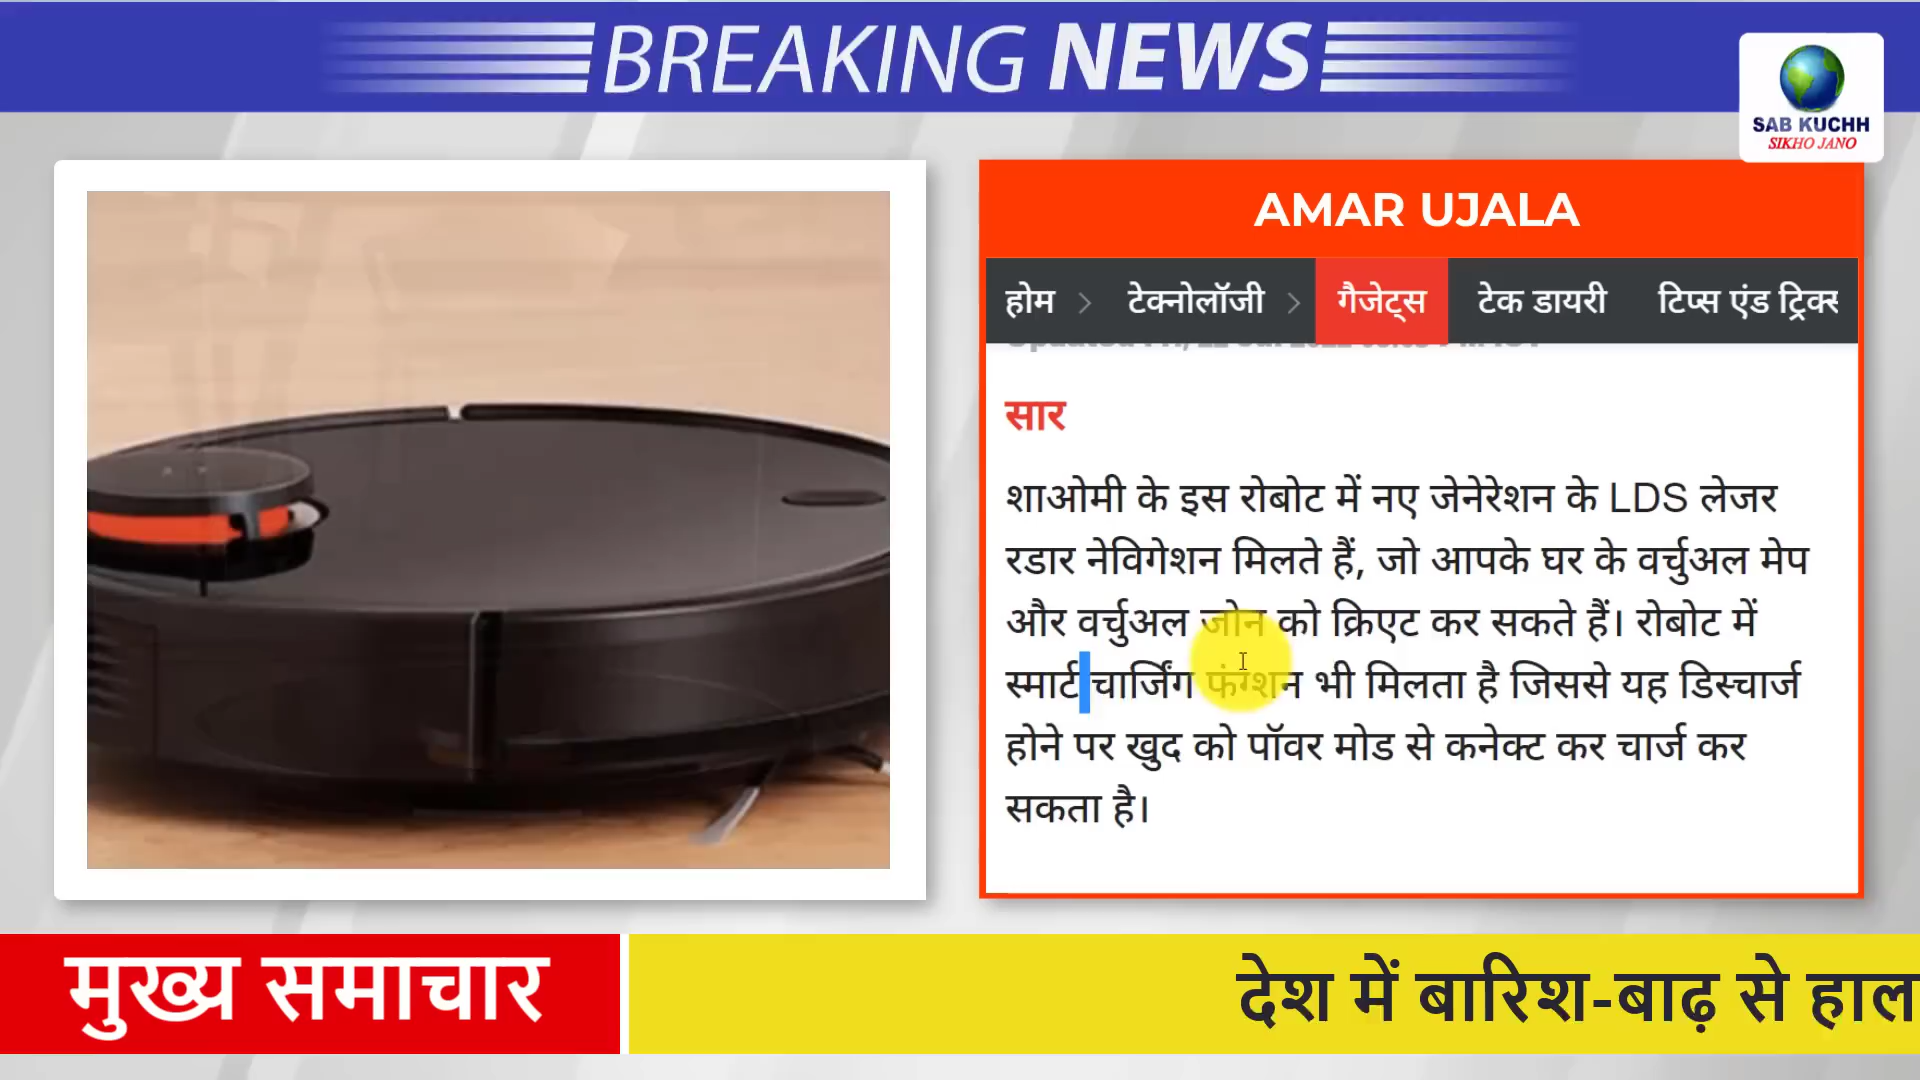 BREAKING NEWS
SAB KUCHH
SIKHO JANO
AMAR UJALA
होम > टेक्नोलॉजी > गैजेट्स टेक डायरी टिप्स एंड ट्रिक्स
सार
शाओमी के इस रोबोट में नए जेनेरेशन के LDS लेजर
रडार नेविगेशन मिलते हैं, जो आपके घर के वर्चुअल मेप
और वर्चुअल जोन को क्रिएट कर सकते हैं। रोबोट में
स्मार्ट चार्जिंग फंग्शन भी मिलता है जिससे यह डिस्चार्ज
होने पर खुद को पॉवर मोड से कनेक्ट कर चार्ज कर
सकता है।
मुख्य समाचार
देश में बारिश-बाढ़ से हाल